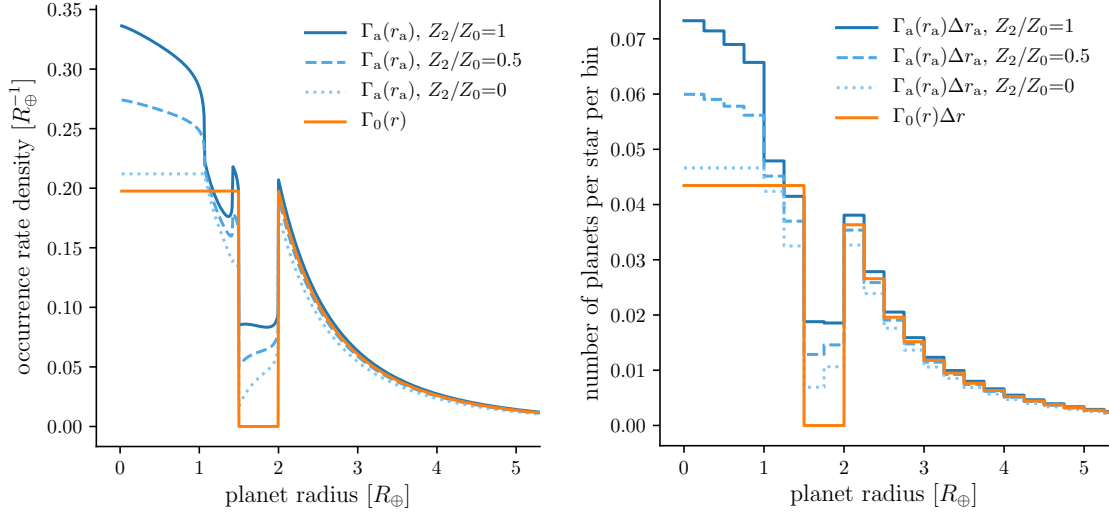 0.35
0.30
0.25
0.20
0.15
0.10
0.05
0.00
occurrence rate density [R⊕⁻¹]
Γₐ(rₐ), Z₂/Z₀=1
Γₐ(rₐ), Z₂/Z₀=0.5
Γₐ(rₐ), Z₂/Z₀=0
Γ₀(r)
0 1 2 3 4 5
planet radius [R⊕]
0.07
0.06
0.05
0.04
0.03
0.02
0.01
0.00
number of planets per star per bin
Γₐ(rₐ)Δrₐ, Z₂/Z₀=1
Γₐ(rₐ)Δrₐ, Z₂/Z₀=0.5
Γₐ(rₐ)Δrₐ, Z₂/Z₀=0
Γ₀(r)Δr
0 1 2 3 4 5
planet radius [R⊕]